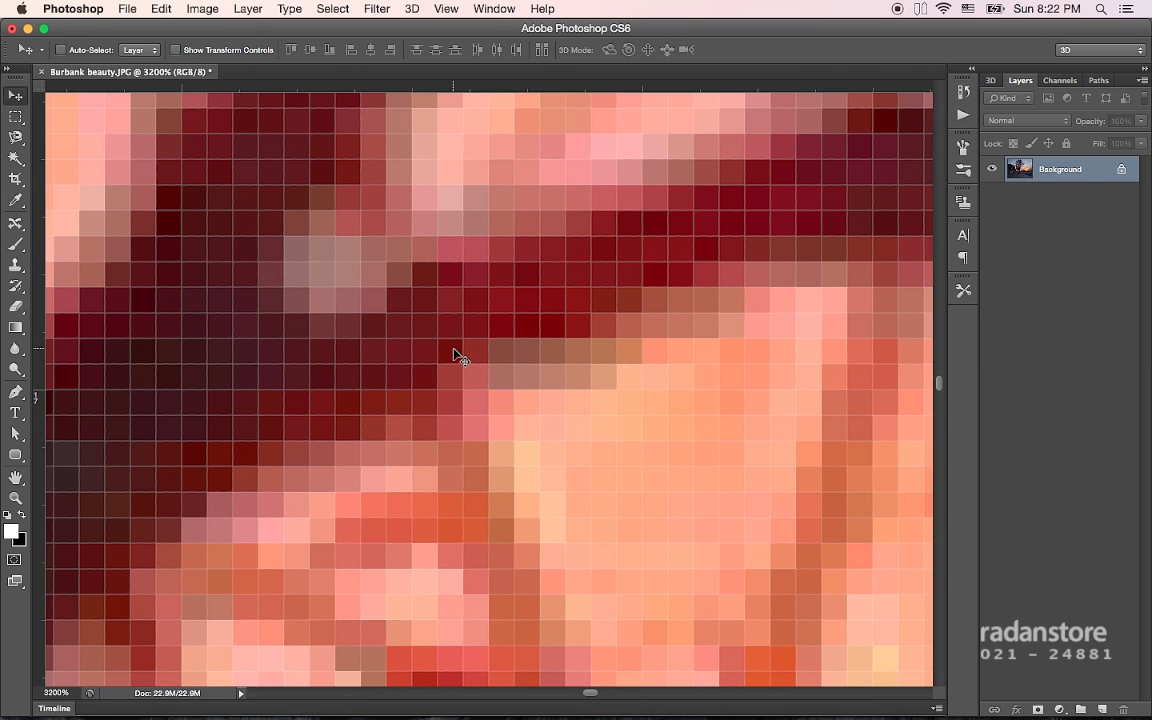 Photoshop File Edit Image Layer Type Select Filter 3D View Window Help Sun 8:22 PM
Adobe Photoshop CS6
Auto-Select: Layer Show Transform Controls 3D Mode: 3D
× Burbank beauty.JPG @ 3200% (RGB/8) *
3D Layers Channels Paths
Kind
Normal Opacity: 100%
Lock: Fill: 100%
Background
1
radanstore
021 - 24881
3200% Doc: 22.9M/22.9M
Timeline